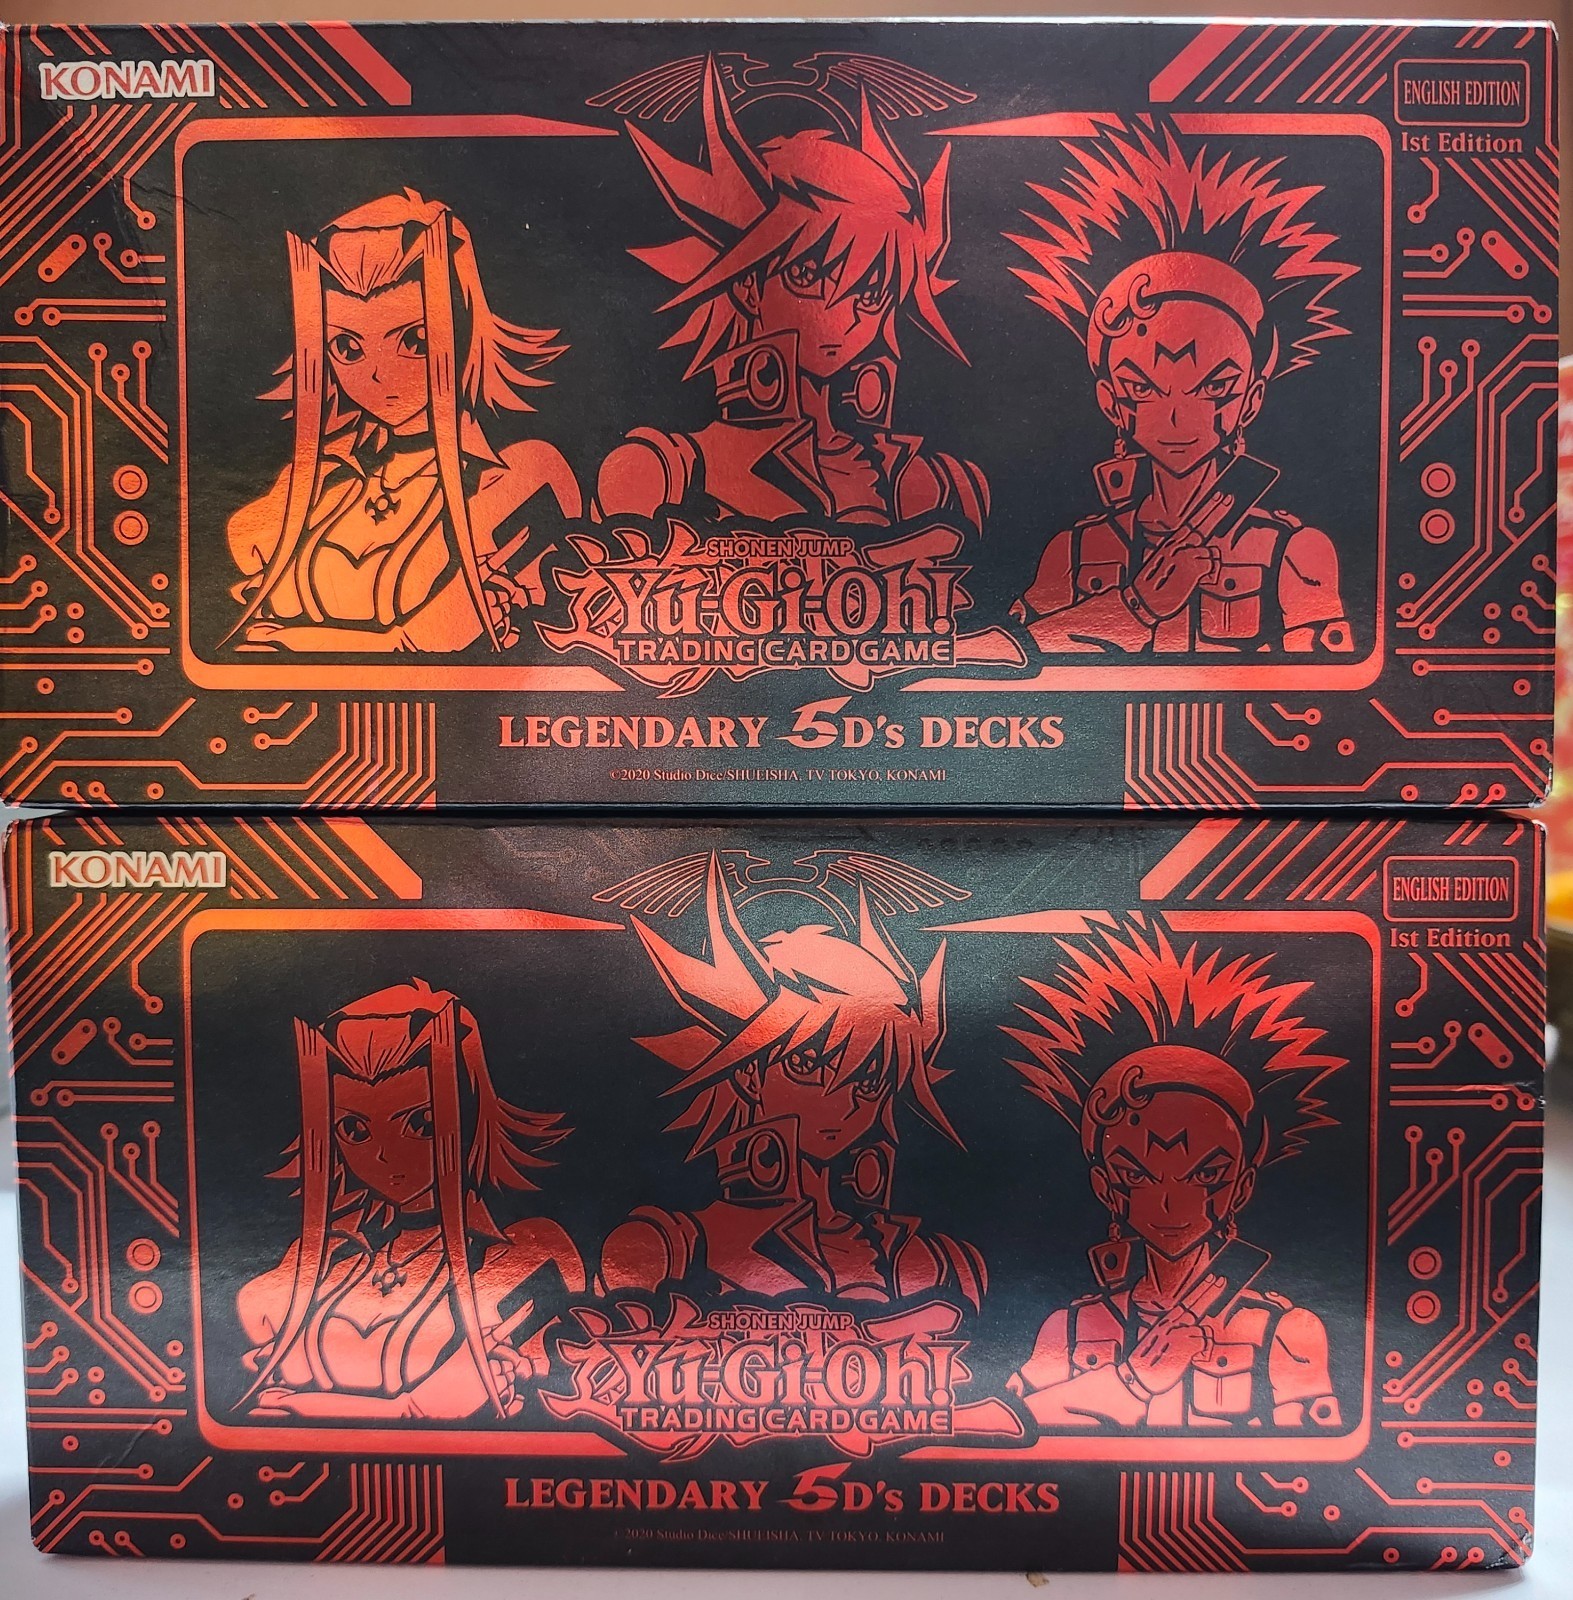 KONAMI
ENGLISH EDITION
1st Edition
SHONEN JUMP
Yu-Gi-Oh!
TRADING CARD GAME
LEGENDARY 5D's DECKS
©2020 Studio Dice/SHUEISHA, TV TOKYO, KONAMI
KONAMI
ENGLISH EDITION
1st Edition
SHONEN JUMP
Yu-Gi-Oh!
TRADING CARD GAME
LEGENDARY 5D's DECKS
2020 Studio Dice/SHUEISHA, TV TOKYO, KONAMI